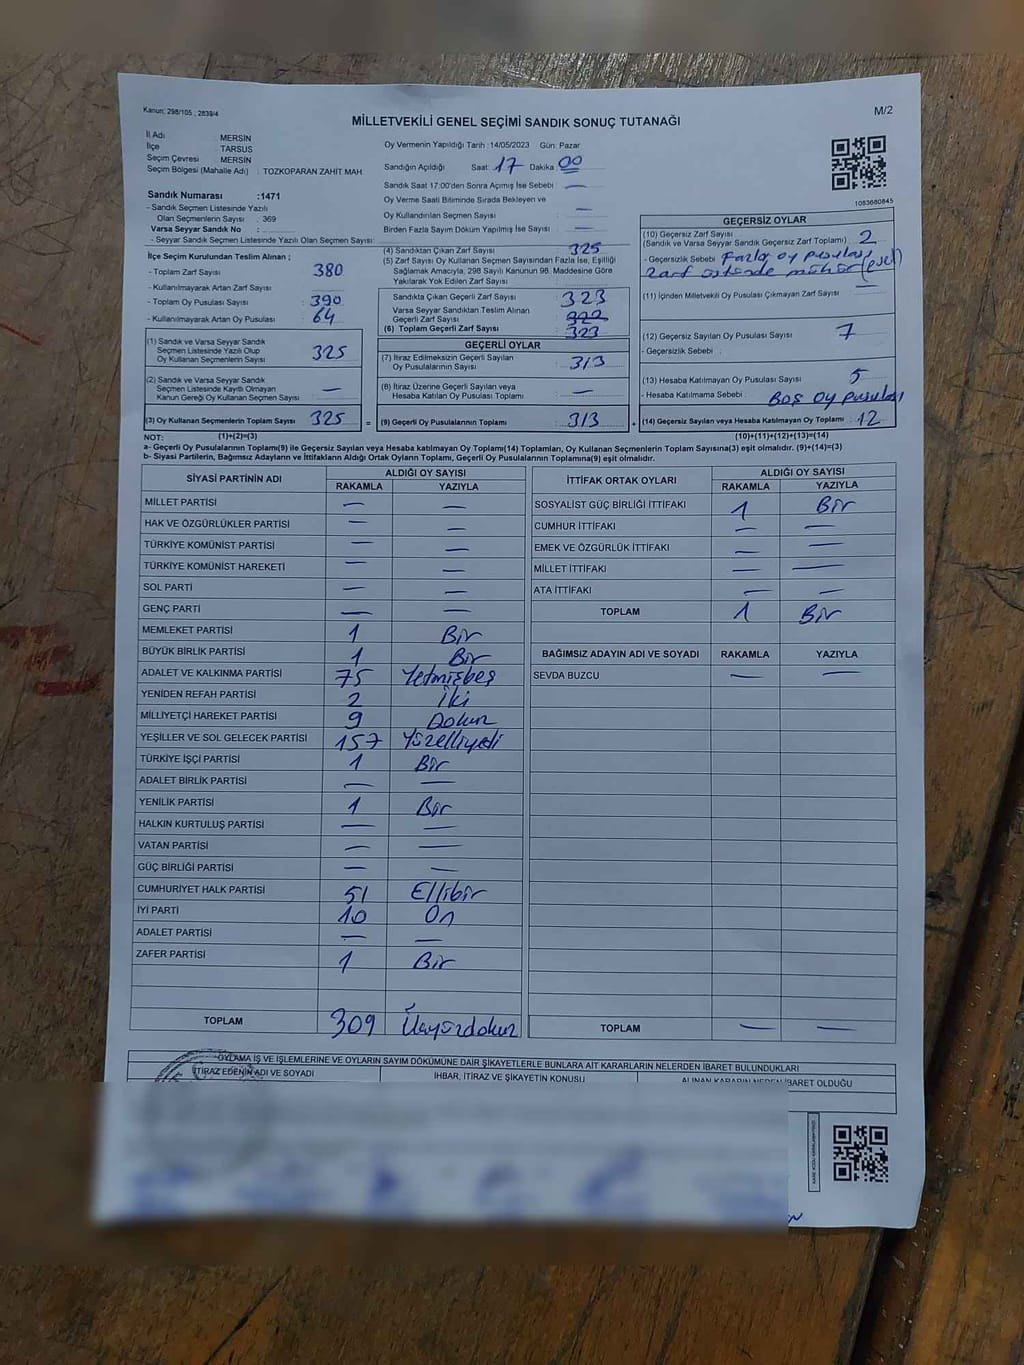 Kanun; 298/105 ; 2839/4
M/2
MİLLETVEKİLİ GENEL SEÇİMİ SANDIK SONUÇ TUTANAĞI
İl Adı MERSİN
İlçe : TARSUS
Seçim Çevresi : MERSİN
Seçim Bölgesi (Mahalle Adı) : TOZKOPARAN ZAHİT MAH
Sandık Numarası :1471
- Sandık Seçmen Listesinde Yazılı
Olan Seçmenlerin Sayısı : 369
Varsa Seyyar Sandık No :
- Seyyar Sandık Seçmen Listesinde Yazılı Olan Seçmen Sayısı:
Oy Vermenin Yapıldığı Tarih :14/05/2023 Gün: Pazar
Sandığın Açıldığı Saat: 17 Dakika 00
Sandık Saat 17:00'den Sonra Açımış İse Sebebi : —
Oy Verme Saati Bitiminde Sırada Bekleyen ve
Oy Kullandırılan Seçmen Sayısı : —
Birden Fazla Sayım Döküm Yapılmış İse Sayısı : —
1083680845
İlçe Seçim Kurulundan Teslim Alınan ;
- Toplam Zarf Sayısı : 380
- Kullanılmayarak Artan Zarf Sayısı :
- Toplam Oy Pusulası Sayısı : 390
- Kullanılmayarak Artan Oy Pusulası : 64
(1) Sandık ve Varsa Seyyar Sandık
Seçmen Listesinde Yazılı Olup
Oy Kullanan Seçmenlerin Sayısı : 325
(2) Sandık ve Varsa Seyyar Sandık
Seçmen Listesinde Kayıtlı Olmayan
Kanun Gereği Oy Kullanan Seçmen Sayısı : —
(3) Oy Kullanan Seçmenlerin Toplam Sayısı : 325
(4) Sandıktan Çıkan Zarf Sayısı : 325
(5) Zarf Sayısı Oy Kullanan Seçmen Sayısından Fazla İse, Eşitliği
Sağlamak Amacıyla, 298 Sayılı Kanunun 98. Maddesine Göre
Yakılarak Yok Edilen Zarf Sayısı :
Sandıkta Çıkan Geçerli Zarf Sayısı : 323
Varsa Seyyar Sandıktan Teslim Alınan
Geçerli Zarf Sayısı :
(6) Toplam Geçerli Zarf Sayısı : 323
GEÇERLİ OYLAR
(7) İtiraz Edilmeksizin Geçerli Sayılan
Oy Pusulalarının Sayısı : 313
(8) İtiraz Üzerine Geçerli Sayılan veya
Hesaba Katılan Oy Pusulası Toplamı : —
= (9) Geçerli Oy Pusulalarının Toplamı : 313
GEÇERSİZ OYLAR
(10) Geçersiz Zarf Sayısı
(Sandık ve Varsa Seyyar Sandık Geçersiz Zarf Toplamı) : 2
- Geçersizlik Sebebi : Fazla oy pusulası,
Zarf üstünde mühür
(11) İçinden Milletvekili Oy Pusulası Çıkmayan Zarf Sayısı : —
(12) Geçersiz Sayılan Oy Pusulası Sayısı : 7
- Geçersizlik Sebebi :
(13) Hesaba Katılmayan Oy Pusulası Sayısı : 5
- Hesaba Katılmama Sebebi : Boş Oy pusulası
+ (14) Geçersiz Sayılan veya Hesaba Katılmayan Oy Toplamı : 12
NOT: (1)+(2)=(3) (10)+(11)+(12)+(13)=(14)
a- Geçerli Oy Pusulalarının Toplamı(9) ile Geçersiz Sayılan veya Hesaba katılmayan Oy Toplamı(14) Toplamları, Oy Kullanan Seçmenlerin Toplam Sayısına(3) eşit olmalıdır. (9)+(14)=(3)
b- Siyasi Partilerin, Bağımsız Adayların ve İttifakların Aldığı Ortak Oyların Toplamı, Geçerli Oy Pusulalarının Toplamına(9) eşit olmalıdır.
SİYASİ PARTİNİN ADI ALDIĞI OY SAYISI
RAKAMLA YAZIYLA
MİLLET PARTİSİ — —
HAK VE ÖZGÜRLÜKLER PARTİSİ — —
TÜRKİYE KOMÜNİST PARTİSİ — —
TÜRKİYE KOMÜNİST HAREKETİ — —
SOL PARTİ — —
GENÇ PARTİ — —
MEMLEKET PARTİSİ 1 Bir
BÜYÜK BİRLİK PARTİSİ 1 Bir
ADALET VE KALKINMA PARTİSİ 75 Yetmişbeş
YENİDEN REFAH PARTİSİ 2 İki
MİLLİYETÇİ HAREKET PARTİSİ 9 Dokuz
YEŞİLLER VE SOL GELECEK PARTİSİ 157 Yüzelliyedi
TÜRKİYE İŞÇİ PARTİSİ 1 Bir
ADALET BİRLİK PARTİSİ — —
YENİLİK PARTİSİ 1 Bir
HALKIN KURTULUŞ PARTİSİ — —
VATAN PARTİSİ — —
GÜÇ BİRLİĞİ PARTİSİ — —
CUMHURİYET HALK PARTİSİ 51 Ellibir
İYİ PARTİ 10 On
ADALET PARTİSİ — —
ZAFER PARTİSİ 1 Bir
TOPLAM 309 Üçyüzdokuz
İTTİFAK ORTAK OYLARI ALDIĞI OY SAYISI
RAKAMLA YAZIYLA
SOSYALİST GÜÇ BİRLİĞİ İTTİFAKI 1 Bir
CUMHUR İTTİFAKI — —
EMEK VE ÖZGÜRLÜK İTTİFAKI — —
MİLLET İTTİFAKI — —
ATA İTTİFAKI — —
TOPLAM 1 Bir
BAĞIMSIZ ADAYIN ADI VE SOYADI RAKAMLA YAZIYLA
SEVDA BUZCU — —
TOPLAM — —
OYLAMA İŞ VE İŞLEMLERİNE VE OYLARIN SAYIM DÖKÜMÜNE DAİR ŞİKAYETLERLE BUNLARA AİT KARARLARIN NELERDEN İBARET BULUNDUKLARI
İTİRAZ EDENİN ADI VE SOYADI İHBAR, İTİRAZ VE ŞİKAYETİN KONUSU ALINAN KARARIN NEDEN İBARET OLDUĞU